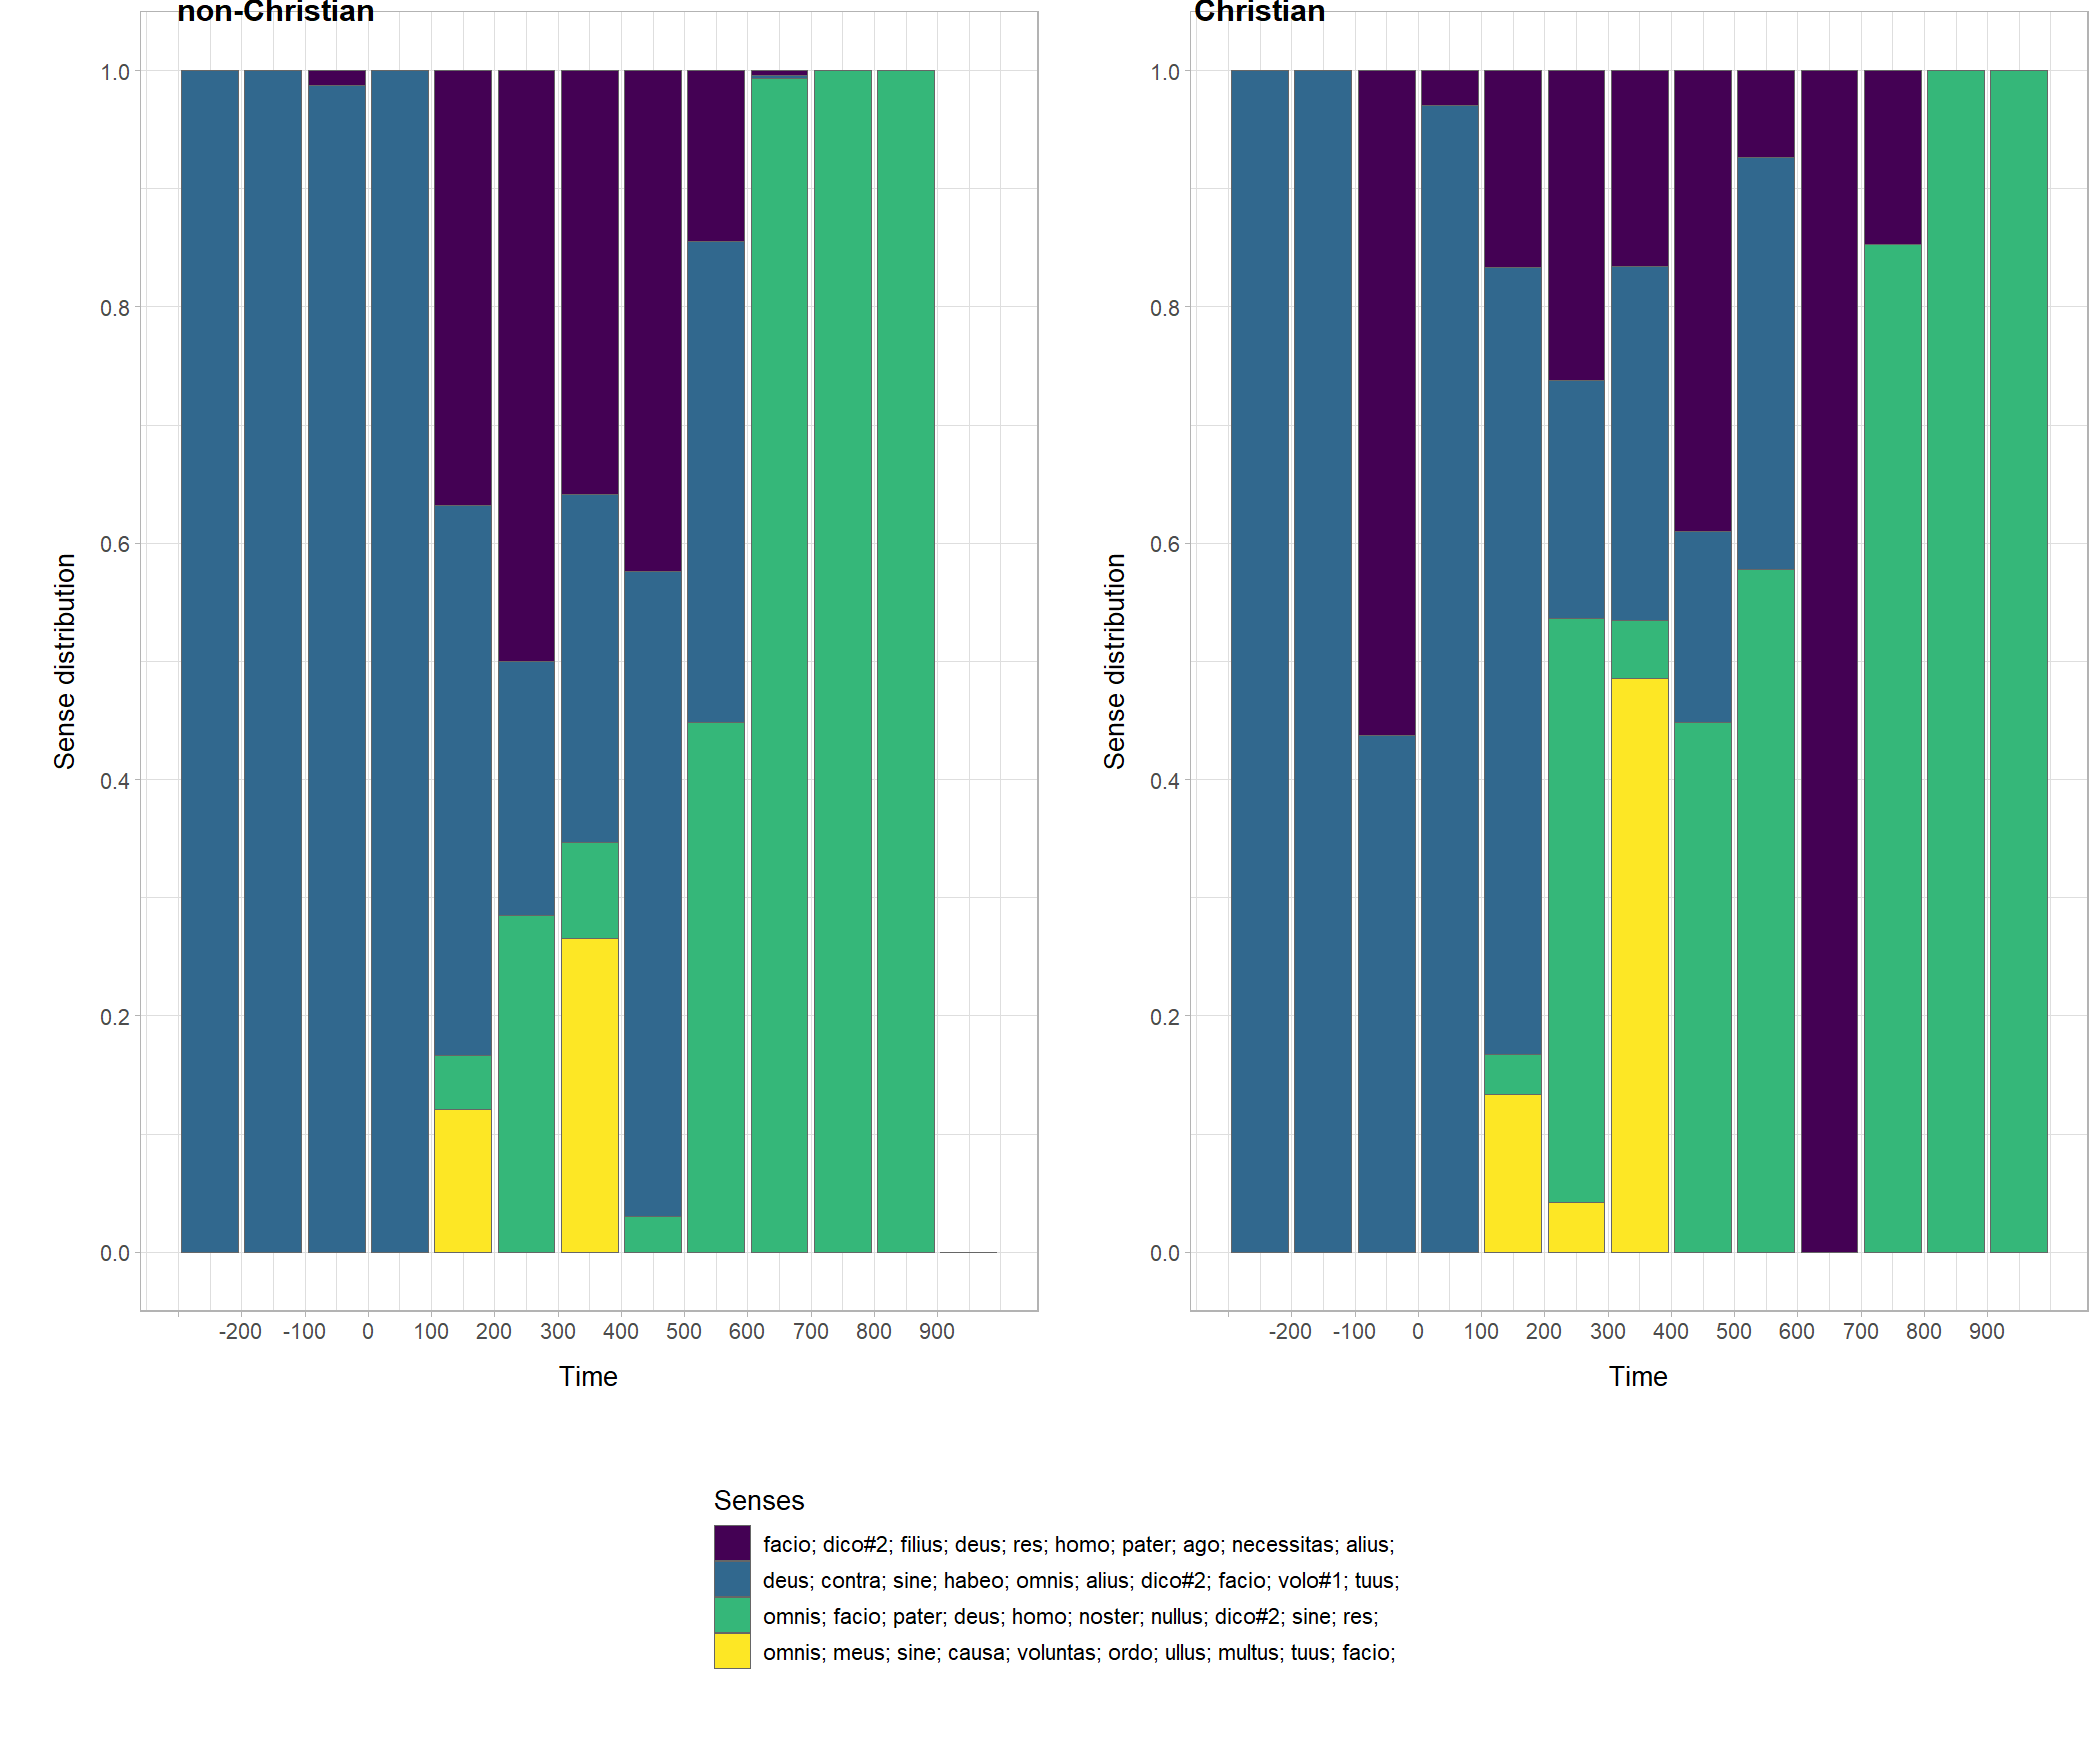 non-Christian
1.0
0.8
0.6
0.4
0.2
0.0
Sense distribution
-200 -100 0 100 200 300 400 500 600 700 800 900
Time
Christian
1.0
0.8
0.6
0.4
0.2
0.0
Sense distribution
-200 -100 0 100 200 300 400 500 600 700 800 900
Time
Senses
facio; dico#2; filius; deus; res; homo; pater; ago; necessitas; alius;
deus; contra; sine; habeo; omnis; alius; dico#2; facio; volo#1; tuus;
omnis; facio; pater; deus; homo; noster; nullus; dico#2; sine; res;
omnis; meus; sine; causa; voluntas; ordo; ullus; multus; tuus; facio;